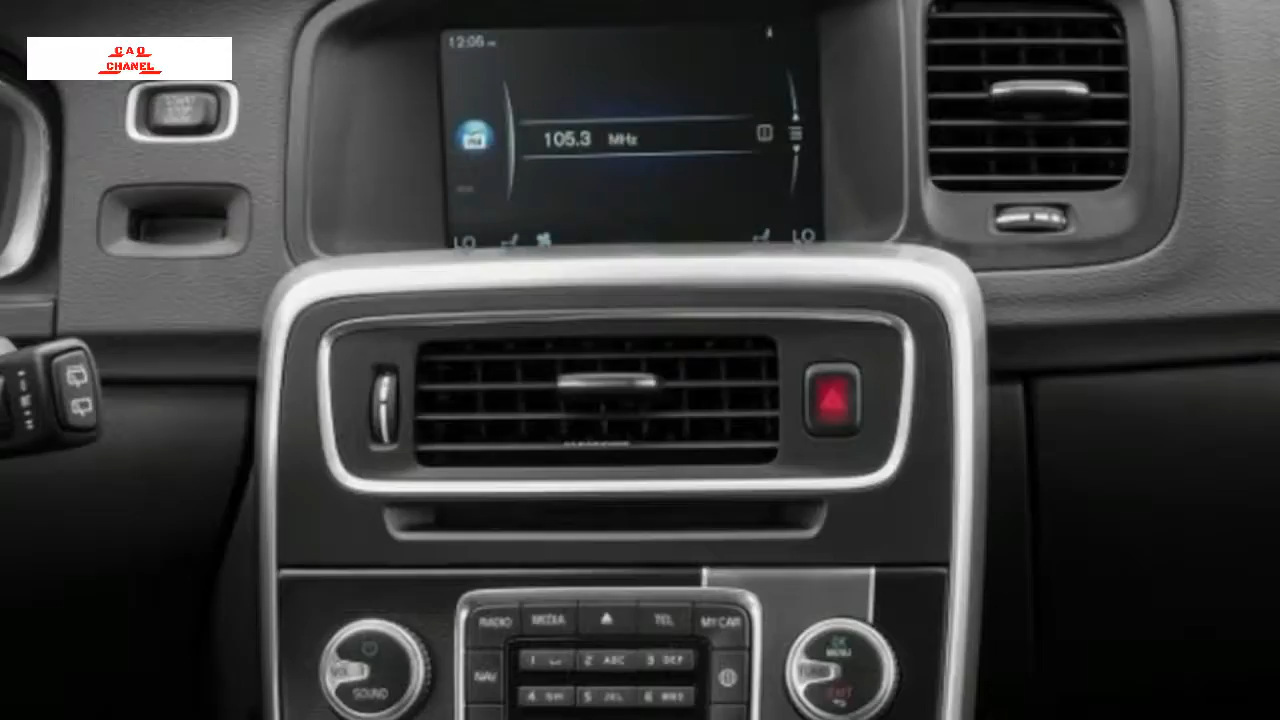 CAO
CHANEL
12:05
105.3 MHz
LO
LO
RADIO
MEDIA
TEL
MY CAR
1
2 ABC
3 DEF
NAV
4
5
6
SOUND
OK
MENU
EXIT